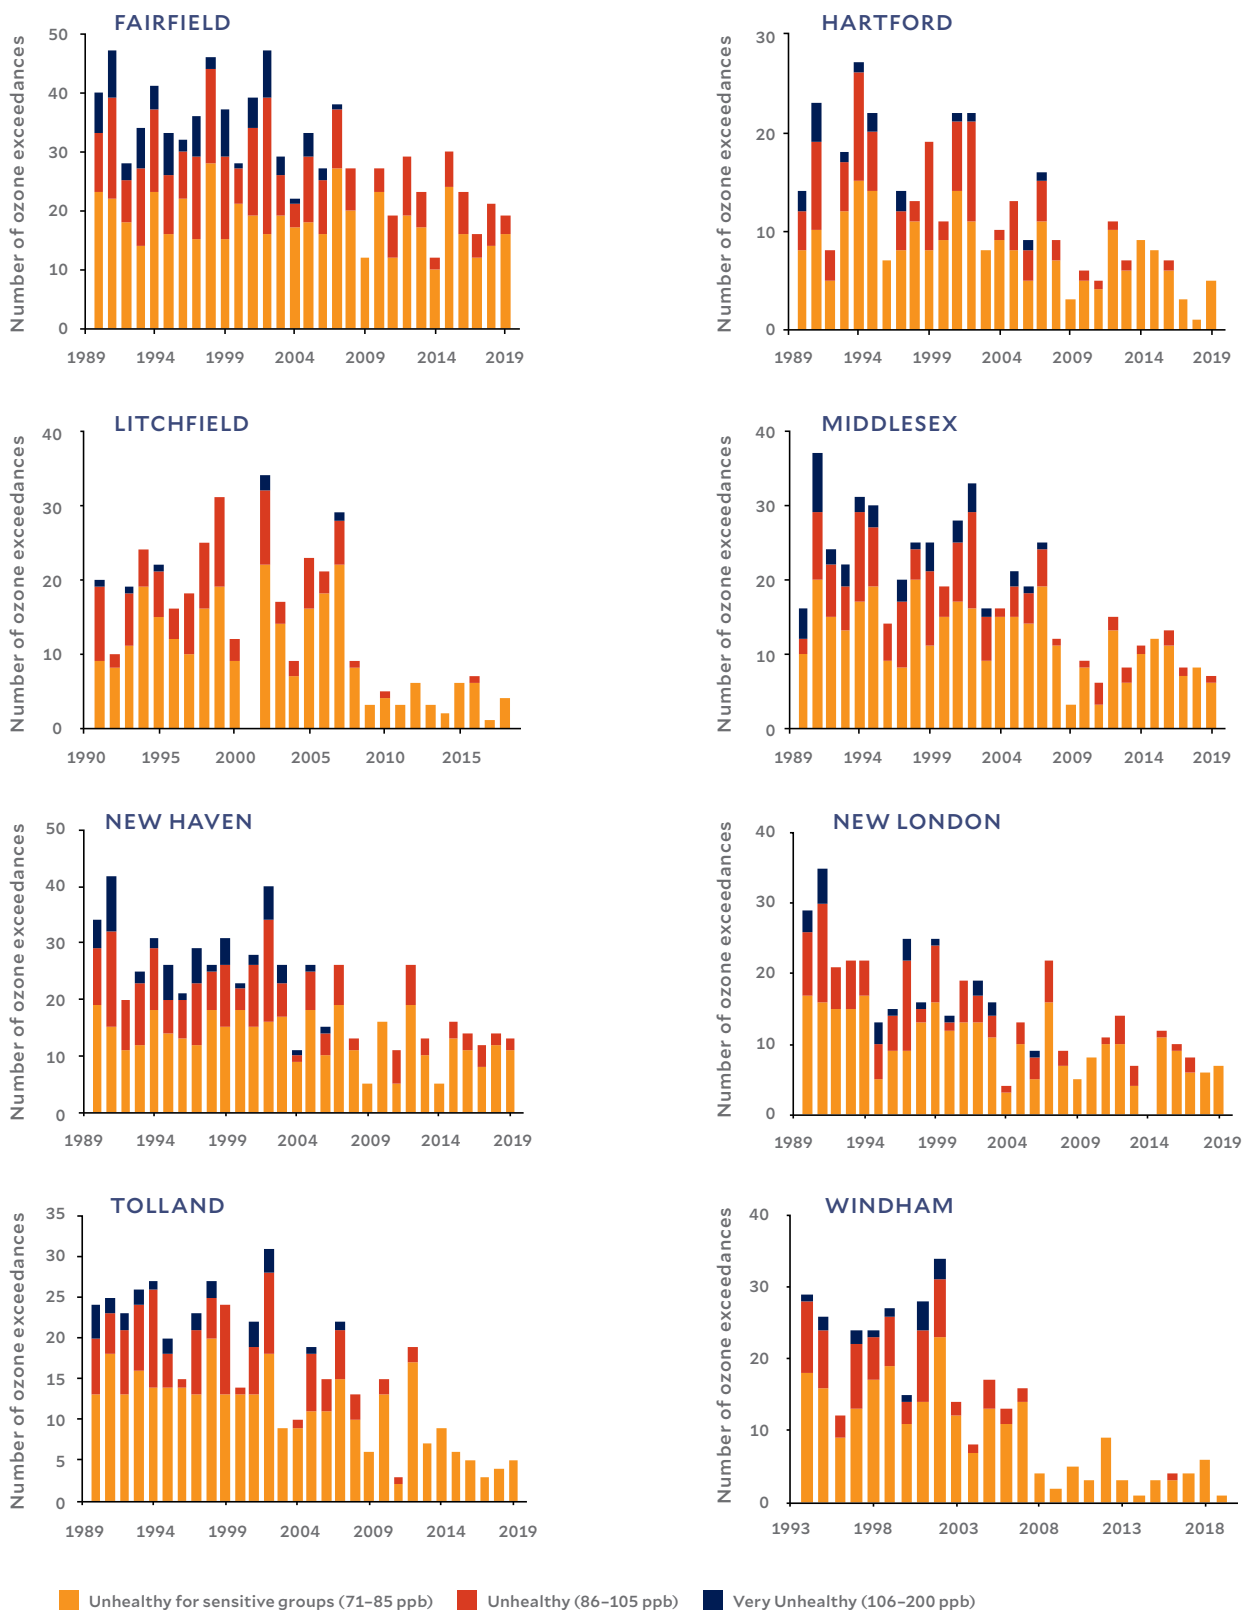 FAIRFIELD
Number of ozone exceedances
50
40
30
20
10
0
1989 1994 1999 2004 2009 2014 2019
HARTFORD
Number of ozone exceedances
30
20
10
0
1989 1994 1999 2004 2009 2014 2019
LITCHFIELD
Number of ozone exceedances
40
30
20
10
0
1990 1995 2000 2005 2010 2015
MIDDLESEX
Number of ozone exceedances
40
30
20
10
0
1989 1994 1999 2004 2009 2014 2019
NEW HAVEN
Number of ozone exceedances
50
40
30
20
10
0
1989 1994 1999 2004 2009 2014 2019
NEW LONDON
Number of ozone exceedances
40
30
20
10
0
1989 1994 1999 2004 2009 2014 2019
TOLLAND
Number of ozone exceedances
35
30
25
20
15
10
5
0
1989 1994 1999 2004 2009 2014 2019
WINDHAM
Number of ozone exceedances
40
30
20
10
0
1993 1998 2003 2008 2013 2018
Unhealthy for sensitive groups (71–85 ppb) Unhealthy (86–105 ppb) Very Unhealthy (106–200 ppb)